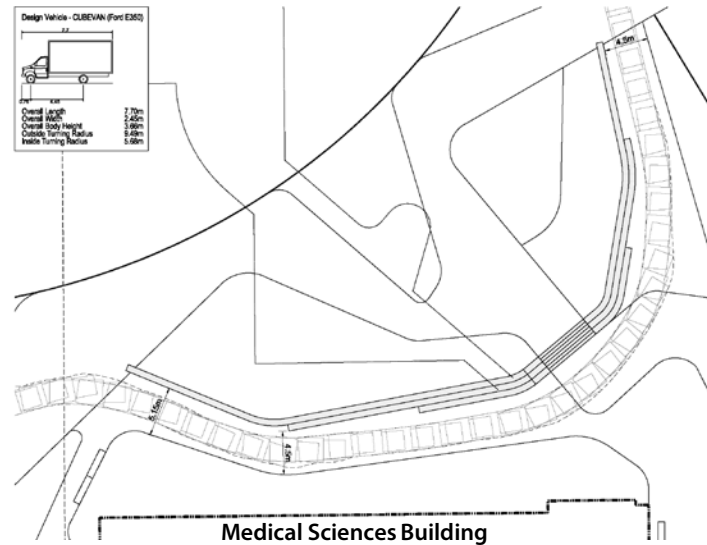 Design Vehicle - CUBEVAN (Ford E350)
Overall Length 7.70m
Overall Width 2.45m
Overall Body Height 3.66m
Outside Turning Radius 9.49m
Inside Turning Radius 5.68m
4.5m
5.15m
4.5m
Medical Sciences Building